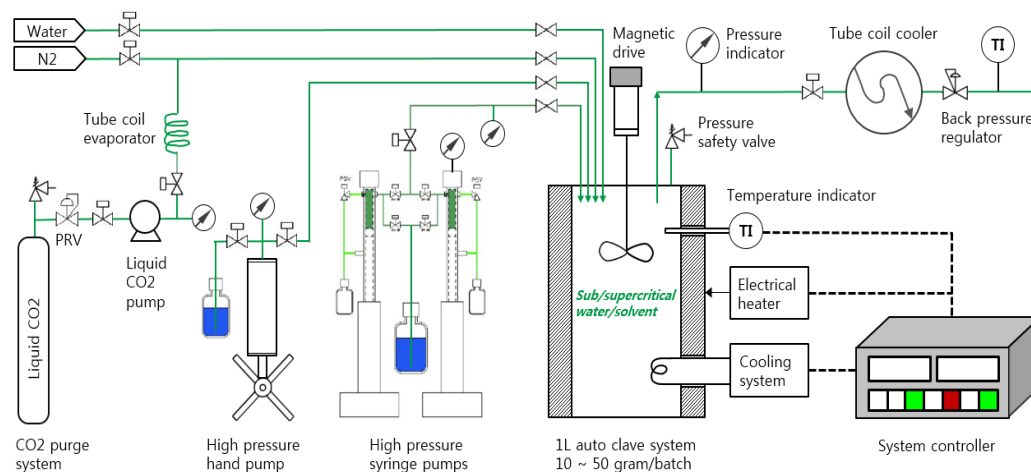 Water
N2
Tube coil
evaporator
PRV
Liquid
CO2
pump
Liquid CO2
CO2 purge
system
High pressure
hand pump
PSV
PSV
High pressure
syringe pumps
Magnetic
drive
Pressure
indicator
Pressure
safety valve
Tube coil cooler
TI
Back pressure
regulator
Temperature indicator
TI
Sub/supercritical
water/solvent
Electrical
heater
Cooling
system
1L auto clave system
10 ~ 50 gram/batch
System controller